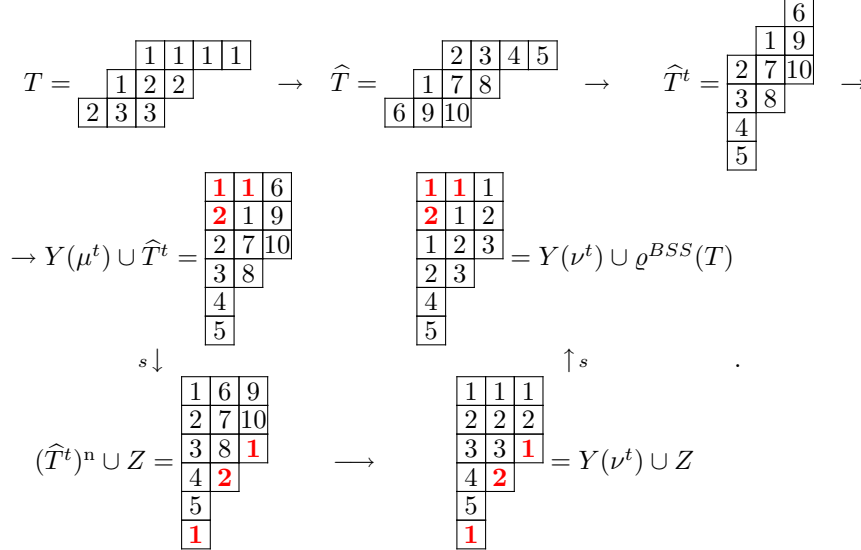 6
1 1 1 1 2 3 4 5 1 9
T = 1 2 2 → T̂ = 1 7 8 → T̂ᵗ = 2 7 10 →
2 3 3 6 9 10 3 8
4
5
1 1 6 1 1 1
2 1 9 2 1 2
→ Y(μᵗ) ∪ T̂ᵗ = 2 7 10 1 2 3 = Y(νᵗ) ∪ ϱᴮˢˢ(T)
3 8 2 3
4 4
5 5
s ↓ ↑ s .
1 6 9 1 1 1
2 7 10 2 2 2
(T̂ᵗ)ⁿ ∪ Z = 3 8 1 ⟶ 3 3 1 = Y(νᵗ) ∪ Z
4 2 4 2
5 5
1 1